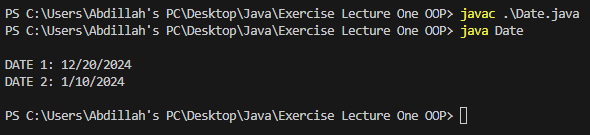 PS C:\Users\Abdillah's PC\Desktop\Java\Exercise Lecture One OOP> javac .\Date.java
PS C:\Users\Abdillah's PC\Desktop\Java\Exercise Lecture One OOP> java Date
DATE 1: 12/20/2024
DATE 2: 1/10/2024
PS C:\Users\Abdillah's PC\Desktop\Java\Exercise Lecture One OOP>